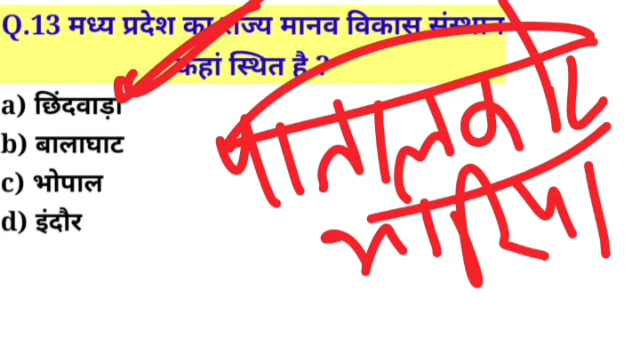 Q.13 मध्य प्रदेश का राज्य मानव विकास संस्थान
कहां स्थित है ?
a) छिंदवाड़ा
b) बालाघाट
c) भोपाल
d) इंदौर
पातालकोट
भारिया